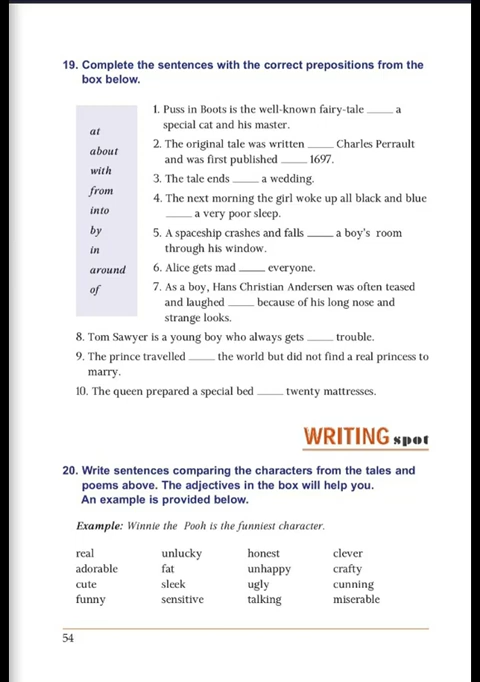 19. Complete the sentences with the correct prepositions from the
box below.
at
about
with
from
into
by
in
around
of
1. Puss in Boots is the well-known fairy-tale _____ a
special cat and his master.
2. The original tale was written _____ Charles Perrault
and was first published _____ 1697.
3. The tale ends _____ a wedding.
4. The next morning the girl woke up all black and blue
_____ a very poor sleep.
5. A spaceship crashes and falls _____ a boy's room
through his window.
6. Alice gets mad _____ everyone.
7. As a boy, Hans Christian Andersen was often teased
and laughed _____ because of his long nose and
strange looks.
8. Tom Sawyer is a young boy who always gets _____ trouble.
9. The prince travelled _____ the world but did not find a real princess to
marry.
10. The queen prepared a special bed _____ twenty mattresses.
WRITING spot
20. Write sentences comparing the characters from the tales and
poems above. The adjectives in the box will help you.
An example is provided below.
Example: Winnie the Pooh is the funniest character.
real unlucky honest clever
adorable fat unhappy crafty
cute sleek ugly cunning
funny sensitive talking miserable
54